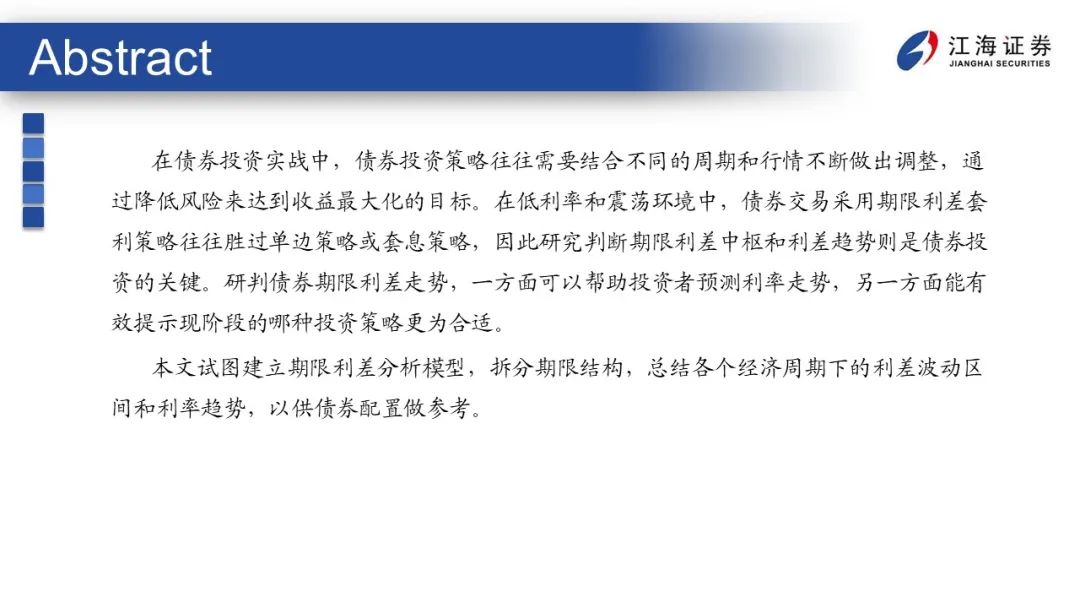 Abstract
江海证券
JIANGHAI SECURITIES
在债券投资实战中，债券投资策略往往需要结合不同的周期和行情不断做出调整，通
过降低风险来达到收益最大化的目标。在低利率和震荡环境中，债券交易采用期限利差套
利策略往往胜过单边策略或套息策略，因此研究判断期限利差中枢和利差趋势则是债券投
资的关键。研判债券期限利差走势，一方面可以帮助投资者预测利率走势，另一方面能有
效提示现阶段的哪种投资策略更为合适。
本文试图建立期限利差分析模型，拆分期限结构，总结各个经济周期下的利差波动区
间和利率趋势，以供债券配置做参考。